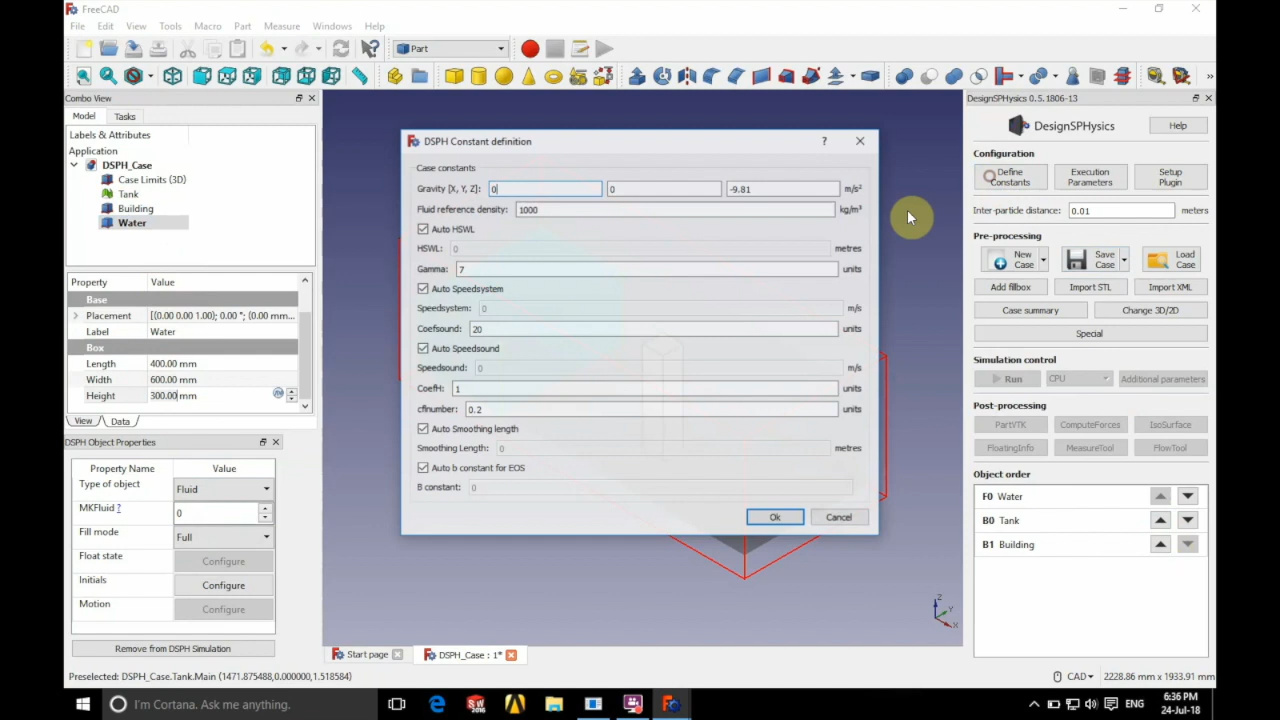 FreeCAD
File Edit View Tools Macro Part Measure Windows Help
Part
Combo View
Model Tasks
Labels & Attributes
Application
DSPH_Case
Case Limits (3D)
Tank
Building
Water
Property Value
Base
Placement [(0.00 0.00 1.00); 0.00 °; (0.00 mm...
Label Water
Box
Length 400.00 mm
Width 600.00 mm
Height 300.00 mm
View Data
DSPH Object Properties
Property Name Value
Type of object Fluid
MKFluid ? 0
Fill mode Full
Float state Configure
Initials Configure
Motion Configure
Remove from DSPH Simulation
DSPH Constant definition ?
Case constants
Gravity [X, Y, Z]: 0 0 -9.81 m/s²
Fluid reference density: 1000 kg/m³
Auto HSWL
HSWL: 0 metres
Gamma: 7 units
Auto Speedsystem
Speedsystem: 0 m/s
Coefsound: 20 units
Auto Speedsound
Speedsound: 0 m/s
CoefH: 1 units
cflnumber: 0.2 units
Auto Smoothing length
Smoothing Length: 0 metres
Auto b constant for EOS
B constant: 0
Ok Cancel
Z
Y
X
Start page DSPH_Case : 1*
DesignSPHysics 0.5.1806-13
DesignSPHysics Help
Configuration
Define Constants Execution Parameters Setup Plugin
Inter-particle distance: 0.01 meters
Pre-processing
New Case Save Case Load Case
Add fillbox Import STL Import XML
Case summary Change 3D/2D
Special
Simulation control
Run CPU Additional parameters
Post-processing
PartVTK ComputeForces IsoSurface
FloatingInfo MeasureTool FlowTool
Object order
F0 Water
B0 Tank
B1 Building
Preselected: DSPH_Case.Tank.Main (1471.875488,0.000000,1.518584) CAD 2228.86 mm x 1933.91 mm
I'm Cortana. Ask me anything. ENG 6:36 PM
24-Jul-18